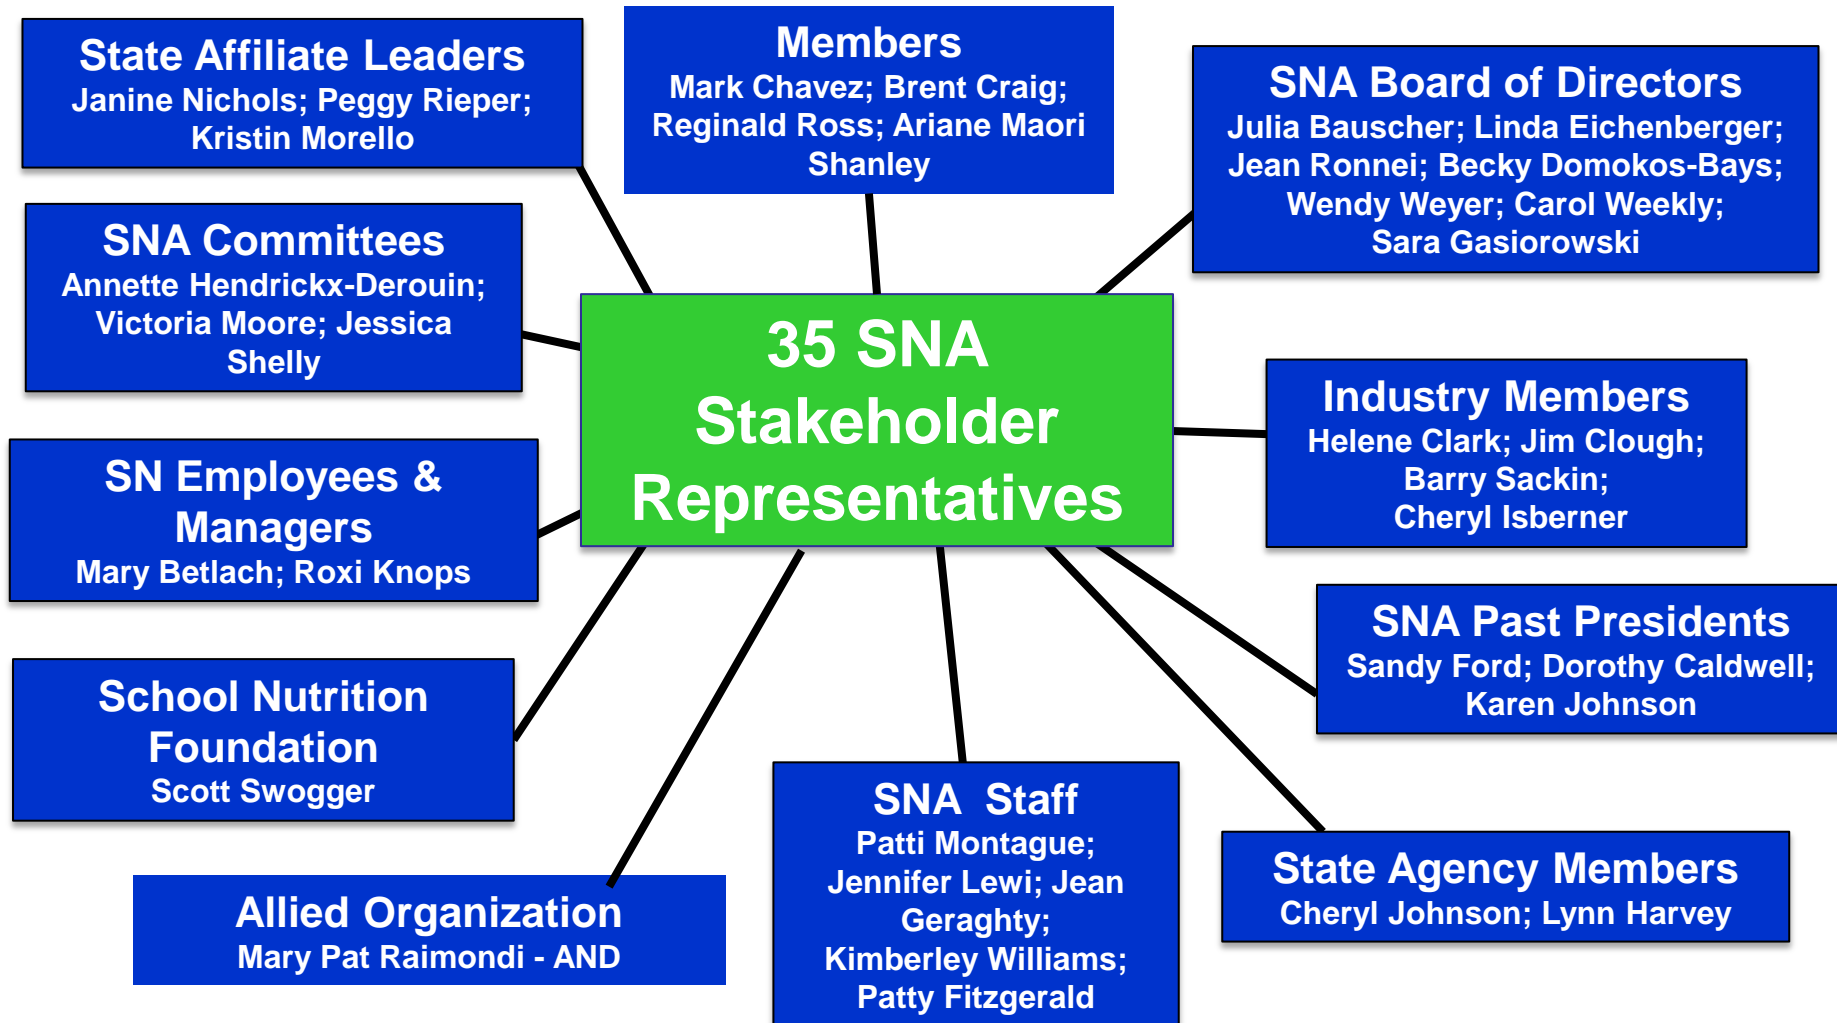 State Affiliate Leaders
Janine Nichols; Peggy Rieper;
Kristin Morello
Members
Mark Chavez; Brent Craig;
Reginald Ross; Ariane Maori
Shanley
SNA Board of Directors
Julia Bauscher; Linda Eichenberger;
Jean Ronnei; Becky Domokos-Bays;
Wendy Weyer; Carol Weekly;
Sara Gasiorowski
SNA Committees
Annette Hendrickx-Derouin;
Victoria Moore; Jessica
Shelly
35 SNA
Stakeholder
Representatives
Industry Members
Helene Clark; Jim Clough;
Barry Sackin;
Cheryl Isberner
SN Employees &
Managers
Mary Betlach; Roxi Knops
SNA Past Presidents
Sandy Ford; Dorothy Caldwell;
Karen Johnson
School Nutrition
Foundation
Scott Swogger
SNA  Staff
Patti Montague;
Jennifer Lewi; Jean
Geraghty;
Kimberley Williams;
Patty Fitzgerald
State Agency Members
Cheryl Johnson; Lynn Harvey
Allied Organization
Mary Pat Raimondi - AND